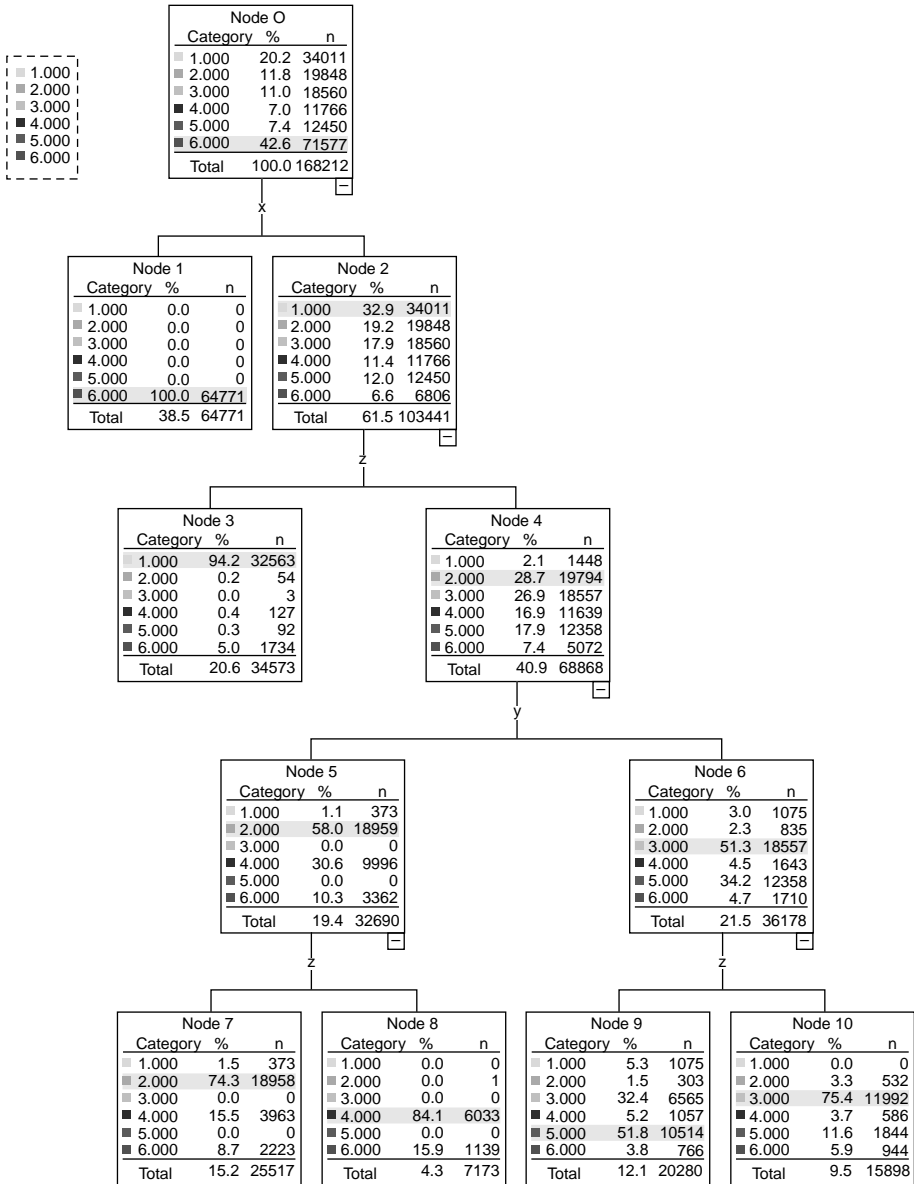 1.000
2.000
3.000
4.000
5.000
6.000
Node O
Category % n
1.000 20.2 34011
2.000 11.8 19848
3.000 11.0 18560
4.000 7.0 11766
5.000 7.4 12450
6.000 42.6 71577
Total 100.0 168212
x
Node 1
Category % n
1.000 0.0 0
2.000 0.0 0
3.000 0.0 0
4.000 0.0 0
5.000 0.0 0
6.000 100.0 64771
Total 38.5 64771
Node 2
Category % n
1.000 32.9 34011
2.000 19.2 19848
3.000 17.9 18560
4.000 11.4 11766
5.000 12.0 12450
6.000 6.6 6806
Total 61.5 103441
z
Node 3
Category % n
1.000 94.2 32563
2.000 0.2 54
3.000 0.0 3
4.000 0.4 127
5.000 0.3 92
6.000 5.0 1734
Total 20.6 34573
Node 4
Category % n
1.000 2.1 1448
2.000 28.7 19794
3.000 26.9 18557
4.000 16.9 11639
5.000 17.9 12358
6.000 7.4 5072
Total 40.9 68868
y
Node 5
Category % n
1.000 1.1 373
2.000 58.0 18959
3.000 0.0 0
4.000 30.6 9996
5.000 0.0 0
6.000 10.3 3362
Total 19.4 32690
Node 6
Category % n
1.000 3.0 1075
2.000 2.3 835
3.000 51.3 18557
4.000 4.5 1643
5.000 34.2 12358
6.000 4.7 1710
Total 21.5 36178
z
z
Node 7
Category % n
1.000 1.5 373
2.000 74.3 18958
3.000 0.0 0
4.000 15.5 3963
5.000 0.0 0
6.000 8.7 2223
Total 15.2 25517
Node 8
Category % n
1.000 0.0 0
2.000 0.0 1
3.000 0.0 0
4.000 84.1 6033
5.000 0.0 0
6.000 15.9 1139
Total 4.3 7173
Node 9
Category % n
1.000 5.3 1075
2.000 1.5 303
3.000 32.4 6565
4.000 5.2 1057
5.000 51.8 10514
6.000 3.8 766
Total 12.1 20280
Node 10
Category % n
1.000 0.0 0
2.000 3.3 532
3.000 75.4 11992
4.000 3.7 586
5.000 11.6 1844
6.000 5.9 944
Total 9.5 15898